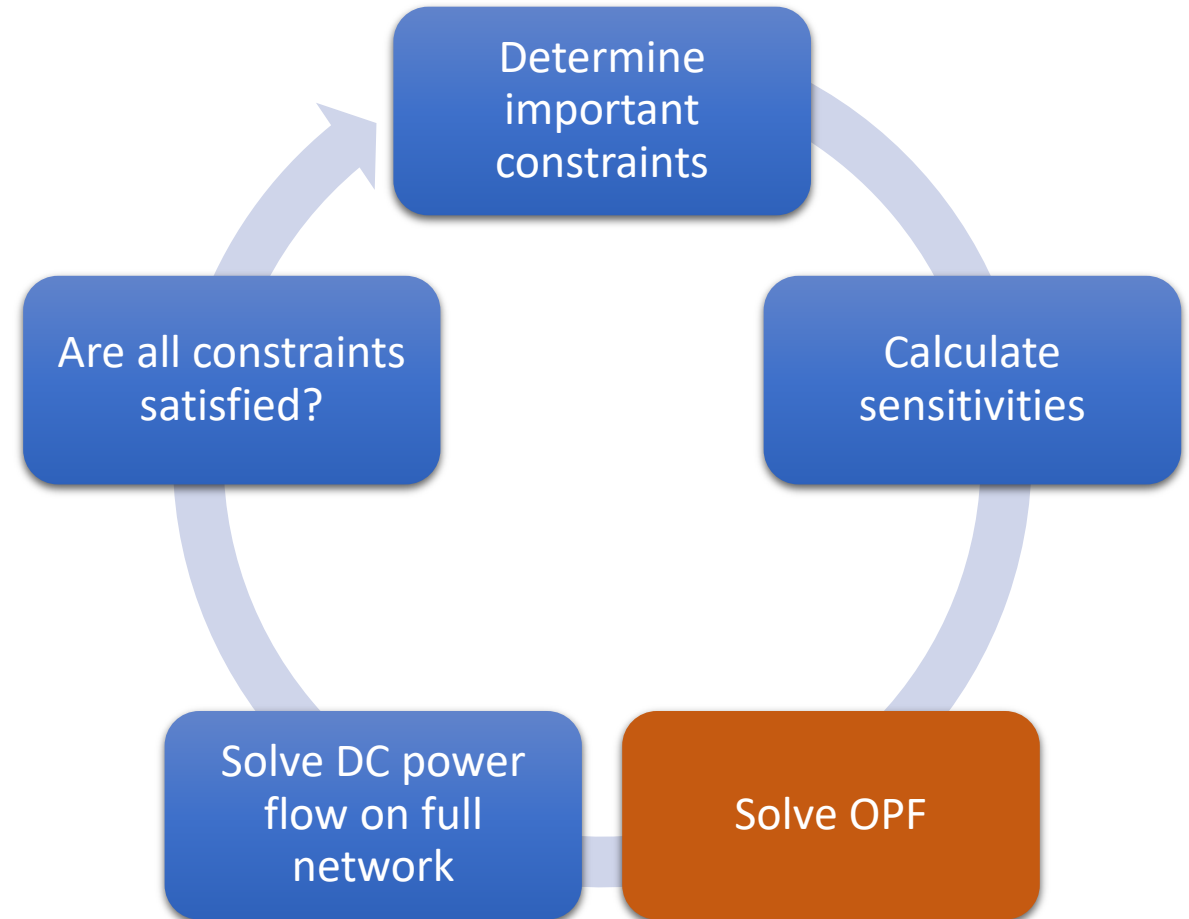 Determine
important
constraints
Calculate
sensitivities
Solve OPF
Solve DC power
flow on full
network
Are all constraints
satisfied?